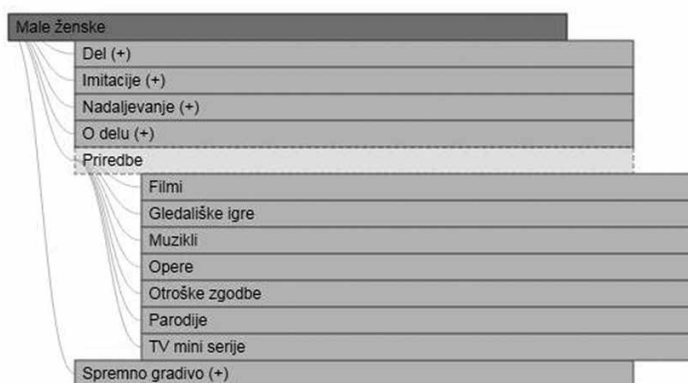 Male ženske
Del (+)
Imitacije (+)
Nadaljevanje (+)
O delu (+)
Priredbe
Filmi
Gledališke igre
Muzikli
Opere
Otroške zgodbe
Parodije
TV mini serije
Spremno gradivo (+)